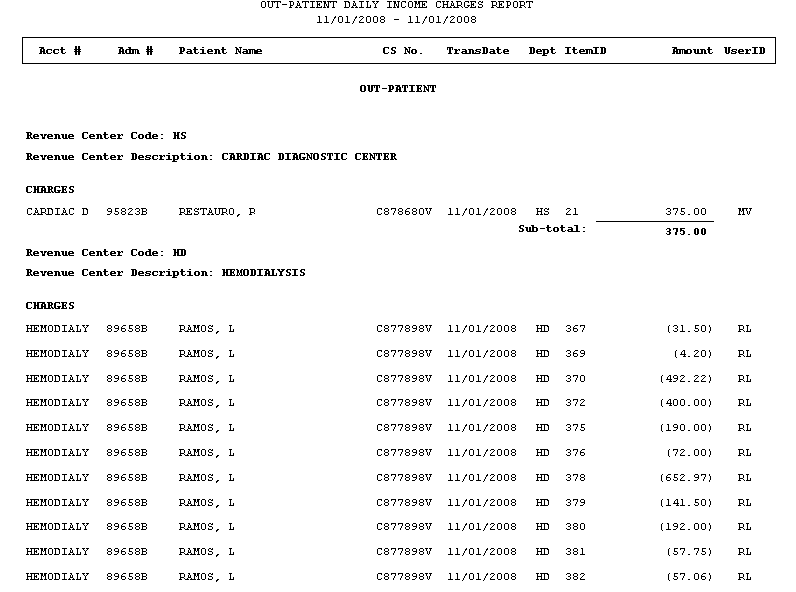 OUT-PATIENT DAILY INCOME CHARGES REPORT
11/01/2008 - 11/01/2008
Acct # Adm # Patient Name CS No. TransDate Dept ItemID Amount UserID
OUT-PATIENT
Revenue Center Code: HS
Revenue Center Description: CARDIAC DIAGNOSTIC CENTER
CHARGES
CARDIAC D 95823B RESTAURO, R C878680V 11/01/2008 HS 21 375.00 MV
Sub-total: 375.00
Revenue Center Code: HD
Revenue Center Description: HEMODIALYSIS
CHARGES
HEMODIALY 89658B RAMOS, L C877898V 11/01/2008 HD 367 (31.50) RL
HEMODIALY 89658B RAMOS, L C877898V 11/01/2008 HD 369 (4.20) RL
HEMODIALY 89658B RAMOS, L C877898V 11/01/2008 HD 370 (492.22) RL
HEMODIALY 89658B RAMOS, L C877898V 11/01/2008 HD 372 (400.00) RL
HEMODIALY 89658B RAMOS, L C877898V 11/01/2008 HD 375 (190.00) RL
HEMODIALY 89658B RAMOS, L C877898V 11/01/2008 HD 376 (72.00) RL
HEMODIALY 89658B RAMOS, L C877898V 11/01/2008 HD 378 (652.97) RL
HEMODIALY 89658B RAMOS, L C877898V 11/01/2008 HD 379 (141.50) RL
HEMODIALY 89658B RAMOS, L C877898V 11/01/2008 HD 380 (192.00) RL
HEMODIALY 89658B RAMOS, L C877898V 11/01/2008 HD 381 (57.75) RL
HEMODIALY 89658B RAMOS, L C877898V 11/01/2008 HD 382 (57.06) RL